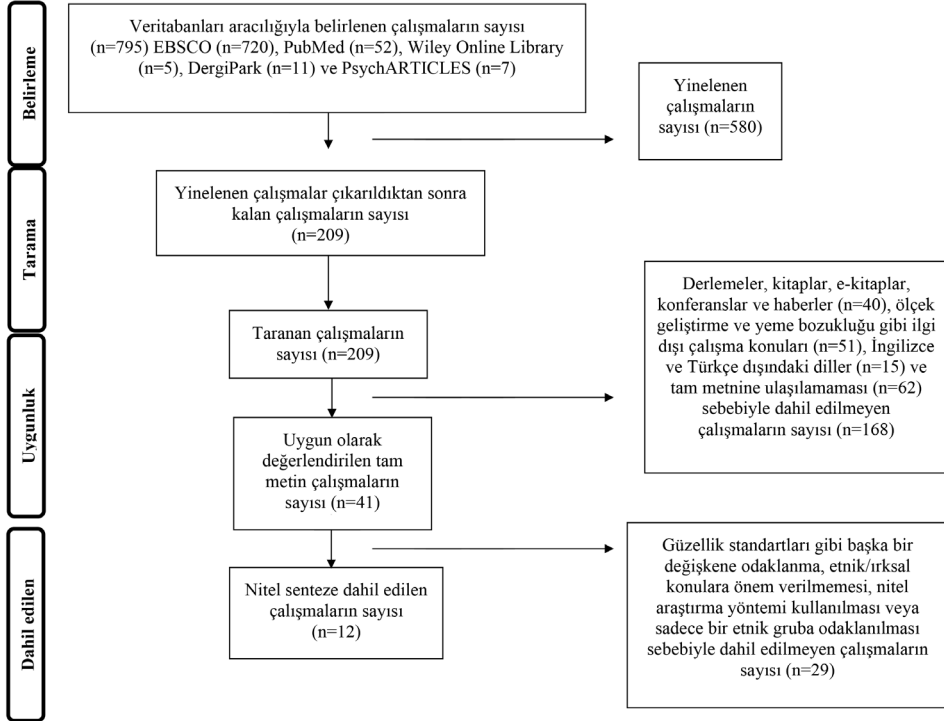 Belirleme
Veritabanları aracılığıyla belirlenen çalışmaların sayısı
(n=795) EBSCO (n=720), PubMed (n=52), Wiley Online Library
(n=5), DergiPark (n=11) ve PsychARTICLES (n=7)
Yinelenen
çalışmaların
sayısı (n=580)
Tarama
Yinelenen çalışmalar çıkarıldıktan sonra
kalan çalışmaların sayısı
(n=209)
Uygunluk
Taranan çalışmaların
sayısı (n=209)
Derlemeler, kitaplar, e-kitaplar,
konferanslar ve haberler (n=40), ölçek
geliştirme ve yeme bozukluğu gibi ilgi
dışı çalışma konuları (n=51), İngilizce
ve Türkçe dışındaki diller (n=15) ve
tam metnine ulaşılamaması (n=62)
sebebiyle dahil edilmeyen
çalışmaların sayısı (n=168)
Uygun olarak
değerlendirilen tam
metin çalışmaların
sayısı (n=41)
Dahil edilen
Nitel senteze dahil edilen
çalışmaların sayısı
(n=12)
Güzellik standartları gibi başka bir
değişkene odaklanma, etnik/ırksal
konulara önem verilmemesi, nitel
araştırma yöntemi kullanılması veya
sadece bir etnik gruba odaklanılması
sebebiyle dahil edilmeyen çalışmaların
sayısı (n=29)